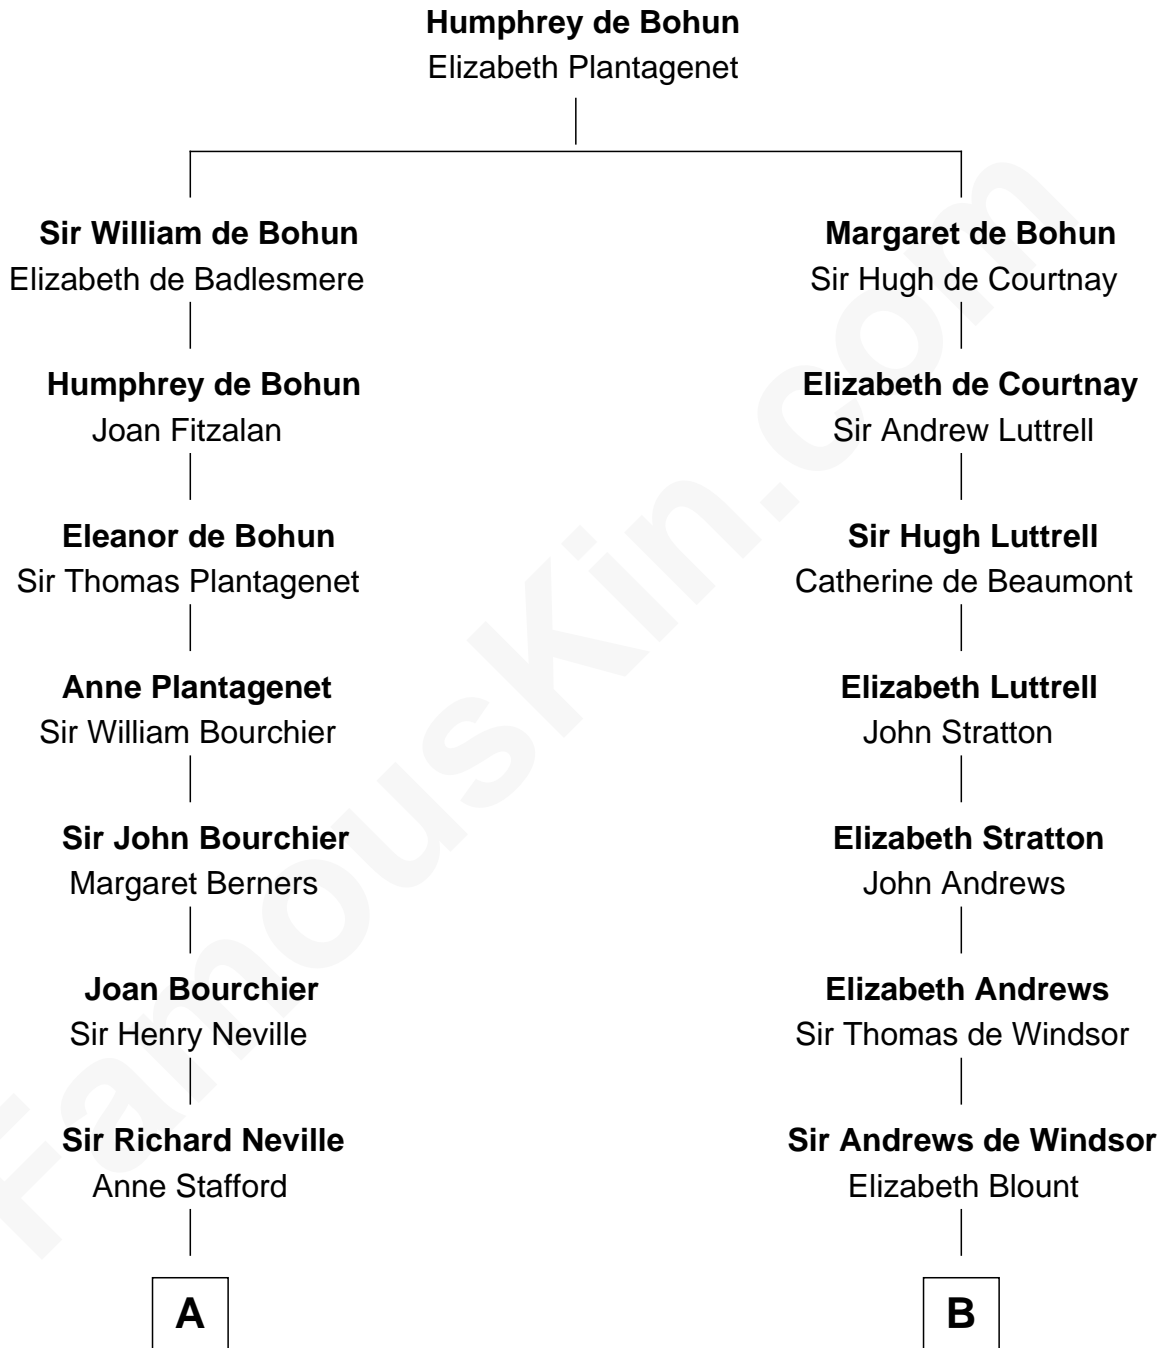 Humphrey de Bohun
Elizabeth Plantagenet
Sir William de Bohun
Elizabeth de Badlesmere
Humphrey de Bohun
Joan Fitzalan
Eleanor de Bohun
Sir Thomas Plantagenet
Anne Plantagenet
Sir William Bourchier
Sir John Bourchier
Margaret Berners
Joan Bourchier
Sir Henry Neville
Sir Richard Neville
Anne Stafford
A
Margaret de Bohun
Sir Hugh de Courtnay
Elizabeth de Courtnay
Sir Andrew Luttrell
Sir Hugh Luttrell
Catherine de Beaumont
Elizabeth Luttrell
John Stratton
Elizabeth Stratton
John Andrews
Elizabeth Andrews
Sir Thomas de Windsor
Sir Andrews de Windsor
Elizabeth Blount
B
FamousKin.com